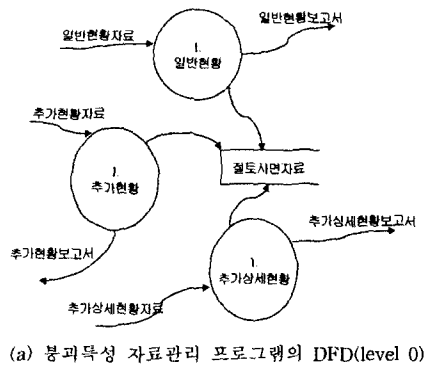 일반현황자료
일반현황보고서
1.
일반현황
추가현황자료
1.
추가현황
절토사면자료
추가현황보고서
추가상세현황보고서
1.
추가상세현황
추가상세현황자료
(a) 붕괴특성 자료관리 프로그램의 DFD(level 0)